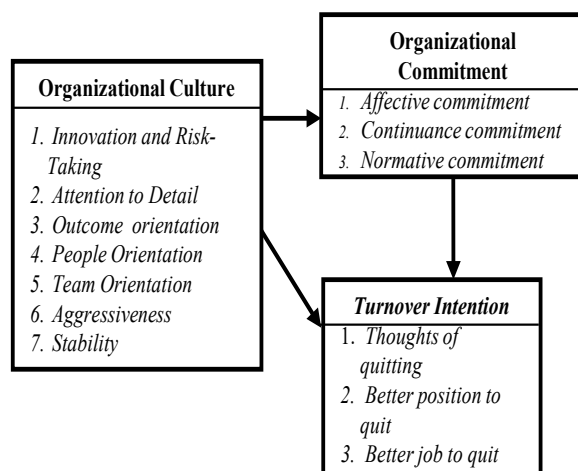 Organizational Culture
1. Innovation and Risk-
Taking
2. Attention to Detail
3. Outcome orientation
4. People Orientation
5. Team Orientation
6. Aggressiveness
7. Stability
Organizational
Commitment
1. Affective commitment
2. Continuance commitment
3. Normative commitment
Turnover Intention
1. Thoughts of
quitting
2. Better position to
quit
3. Better job to quit